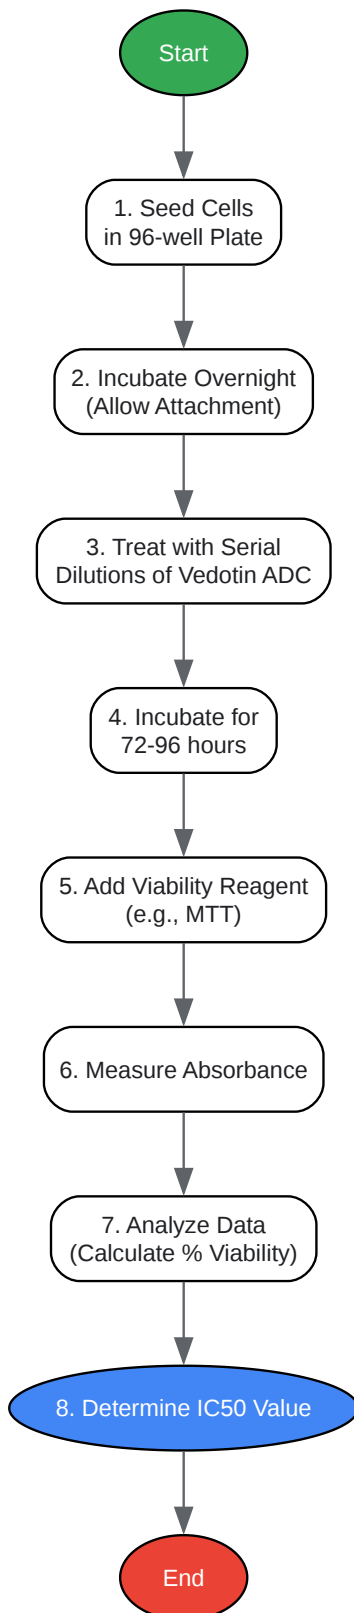 Start
1. Seed Cells
in 96-well Plate
2. Incubate Overnight
(Allow Attachment)
3. Treat with Serial
Dilutions of Vedotin ADC
4. Incubate for
72-96 hours
5. Add Viability Reagent
(e.g., MTT)
6. Measure Absorbance
7. Analyze Data
(Calculate % Viability)
8. Determine IC50 Value
End